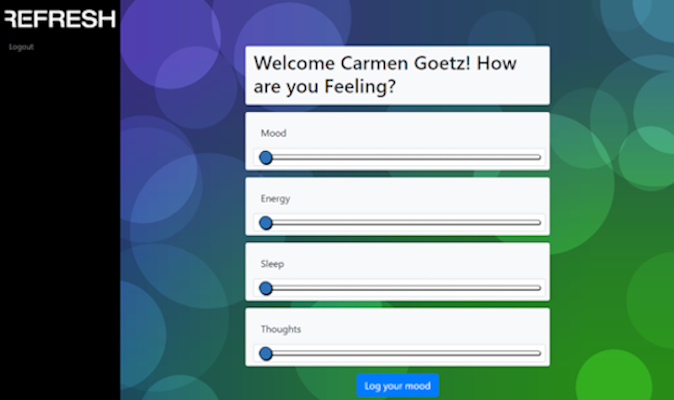 REFRESH
Logout
Welcome Carmen Goetz! How
are you Feeling?
Mood
Energy
Sleep
Thoughts
Log your mood